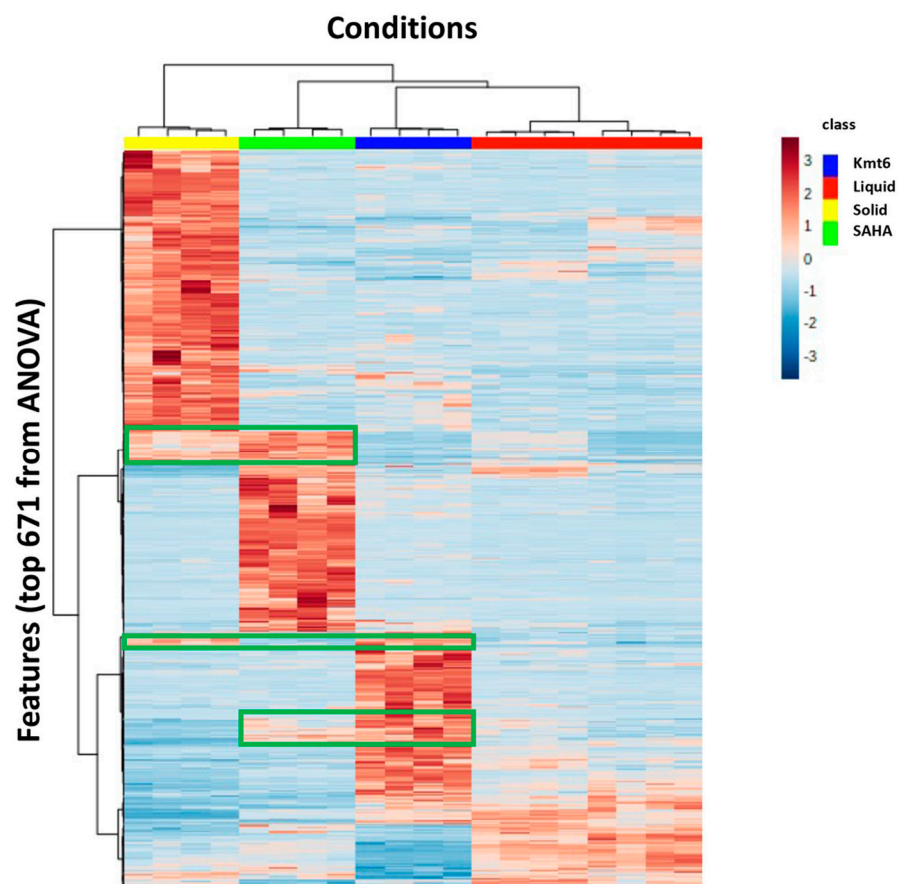 Conditions
class
Kmt6
Liquid
Solid
SAHA
3
2
1
0
-1
-2
-3
Features (top 671 from ANOVA)